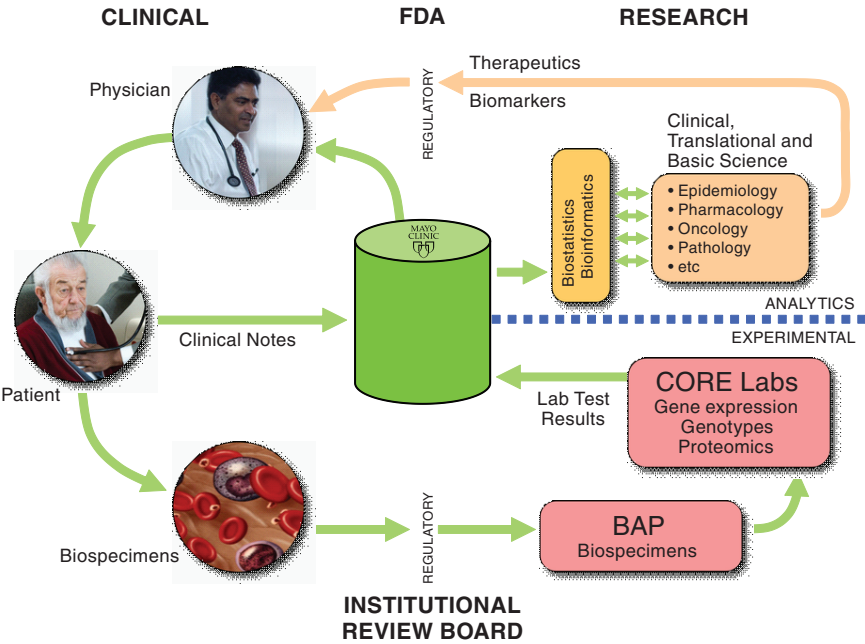 CLINICAL
FDA
RESEARCH
Physician
REGULATORY
Therapeutics
Biomarkers
Clinical,
Translational and
Basic Science
• Epidemiology
• Pharmacology
• Oncology
• Pathology
• etc
Biostatistics
Bioinformatics
MAYO
CLINIC
ANALYTICS
EXPERIMENTAL
Clinical Notes
Patient
CORE Labs
Gene expression
Genotypes
Proteomics
Lab Test
Results
Biospecimens
REGULATORY
BAP
Biospecimens
INSTITUTIONAL
REVIEW BOARD